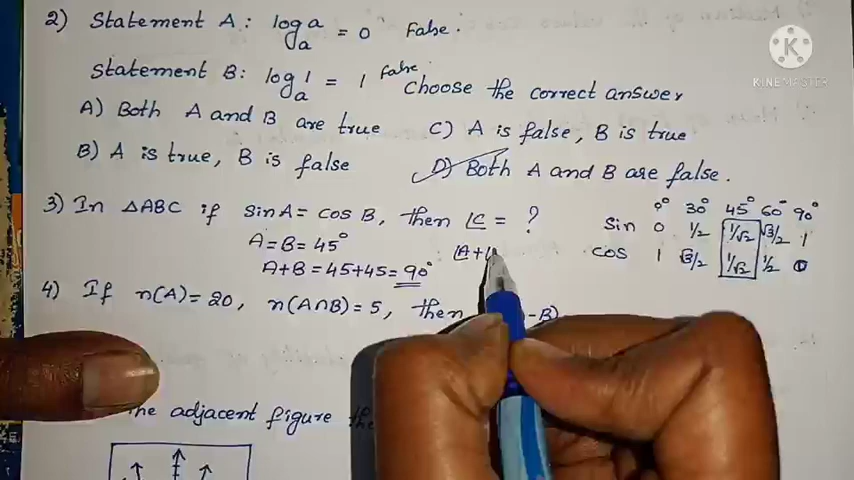 2) Statement A: log_a a = 0 False.
Statement B: log_a 1 = 1 False
Choose the correct answer
A) Both A and B are true
C) A is false, B is true
B) A is true, B is false
D) Both A and B are false.
3) In △ABC if sinA = cosB, then ∠C = ?
A = B = 45°
A+B = 45+45 = 90°
∠A+
0° 30° 45° 60° 90°
sin 0 1/2 1/√2 √3/2 1
cos 1 √3/2 1/√2 1/2 0
4) If n(A) = 20, n(A∩B) = 5, then -B)
the adjacent figure
KINEMASTER